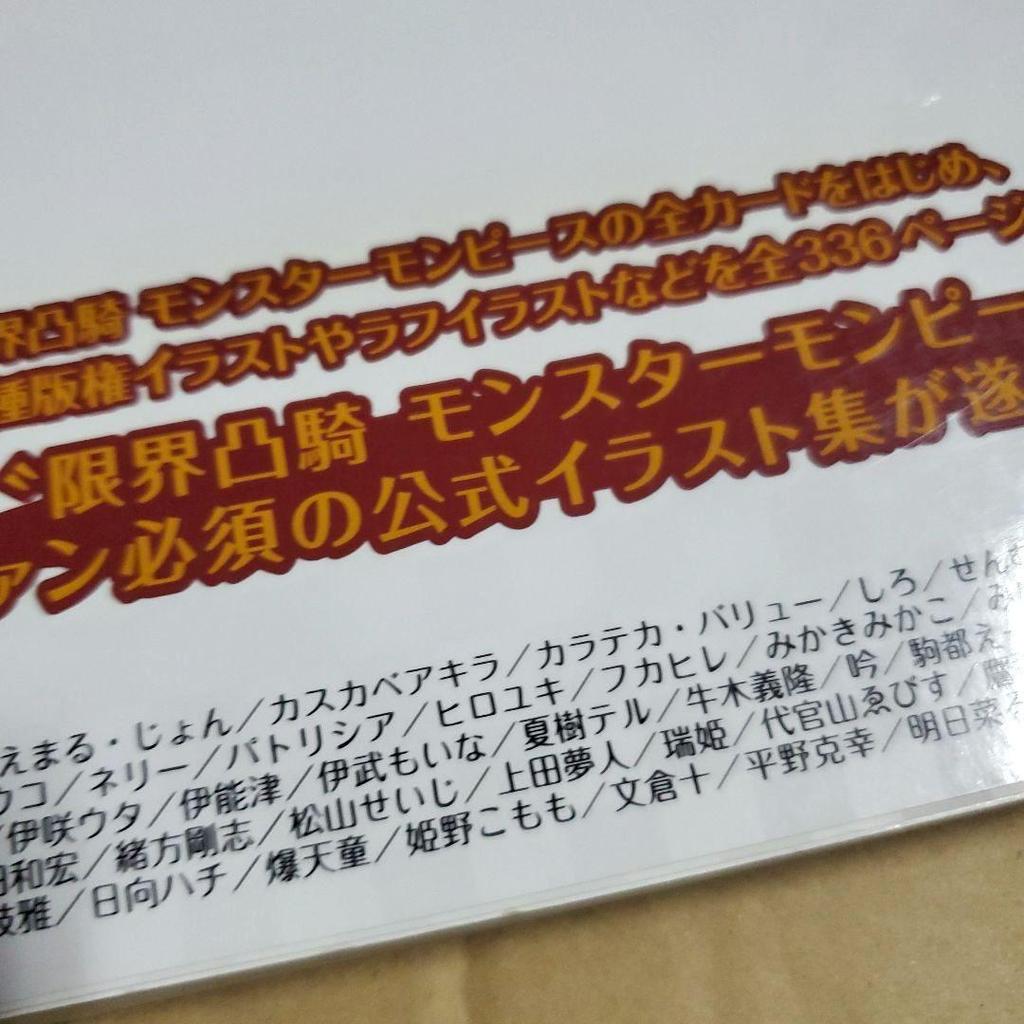 界凸騎 モンスターモンピースの全カードをはじめ、
種版権イラストやラフイラストなどを全336ページ
ぐ限界凸騎 モンスターモンピー
ァン必須の公式イラスト集が遂
えまる・じょん／カスカベアキラ／カラテカ・バリュー／しろ／せん
ウコ／ネリー／パトリシア／ヒロユキ／フカヒレ／みかきみかこ／み
／伊咲ウタ／伊能津／伊武もいな／夏樹テル／牛木義隆／吟／駒都え
田和宏／緒方剛志／松山せいじ／上田夢人／瑞姫／代官山ゑびす／鷹
枝雅／日向ハチ／爆天童／姫野こもも／文倉十／平野克幸／明日菜